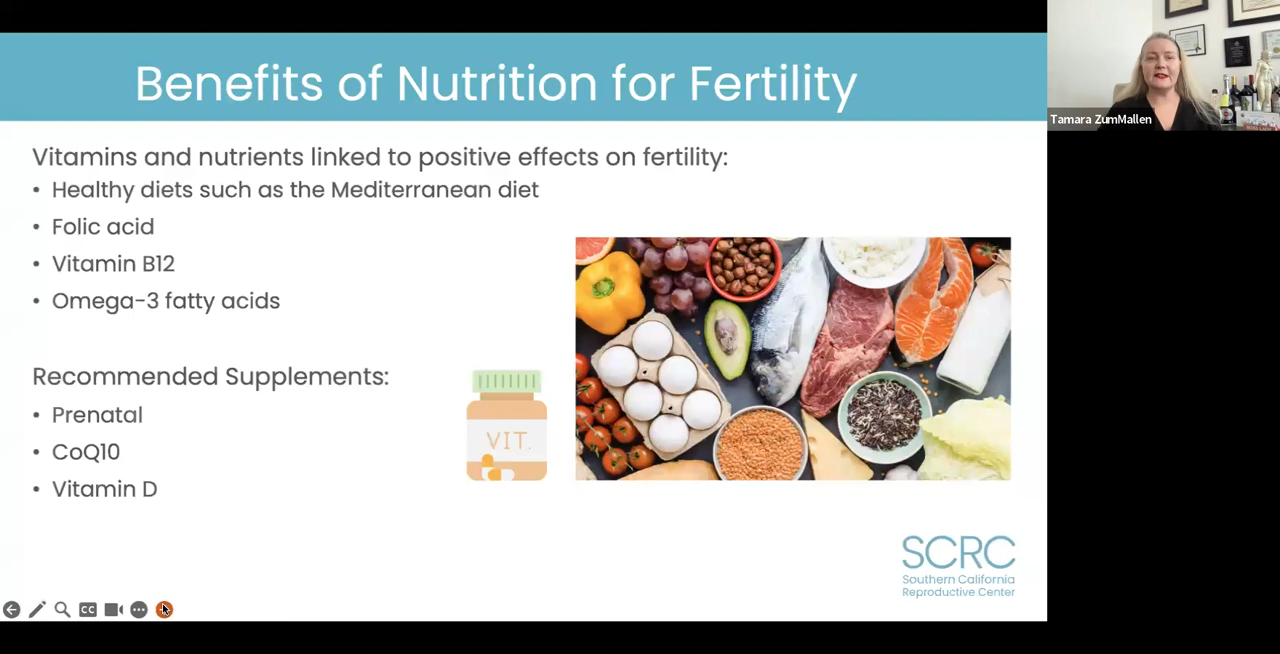 Benefits of Nutrition for Fertility
Vitamins and nutrients linked to positive effects on fertility:
• Healthy diets such as the Mediterranean diet
• Folic acid
• Vitamin B12
• Omega-3 fatty acids
Recommended Supplements:
• Prenatal
• CoQ10
• Vitamin D
VIT.
SCRC
Southern California
Reproductive Center
CC
Tamara ZumMallen